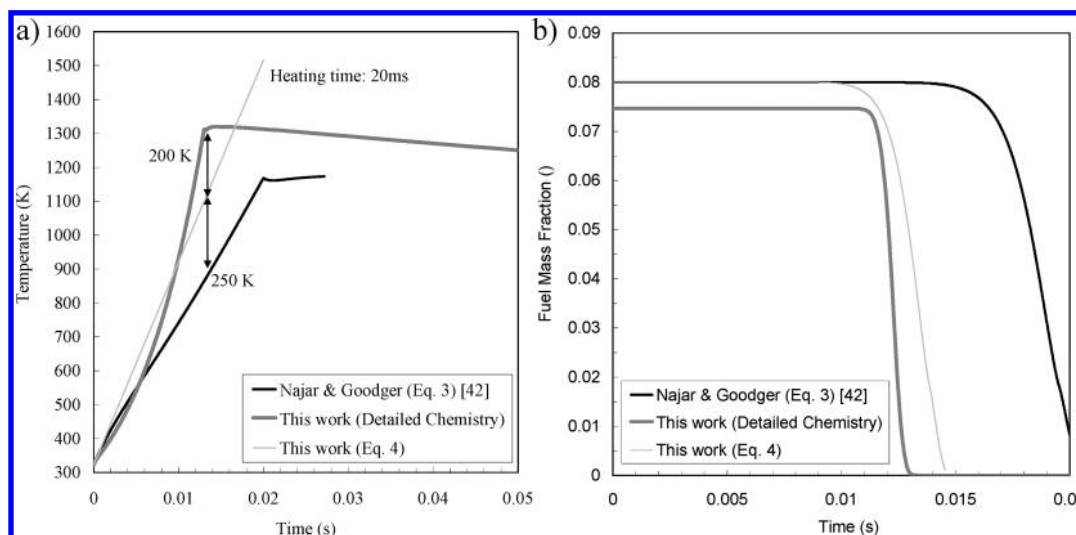 a)
1600
1500
1400
1300
1200
1100
1000
900
800
700
600
500
400
300
Temperature (K)
Heating time: 20ms
200 K
250 K
Najar & Goodger (Eq. 3) [42]
This work (Detailed Chemistry)
This work (Eq. 4)
0 0.01 0.02 0.03 0.04 0.05
Time (s)
b)
0.09
0.08
0.07
0.06
0.05
0.04
0.03
0.02
0.01
0
Fuel Mass Fraction ()
Najar & Goodger (Eq. 3) [42]
This work (Detailed Chemistry)
This work (Eq. 4)
0 0.005 0.01 0.015 0.0
Time (s)